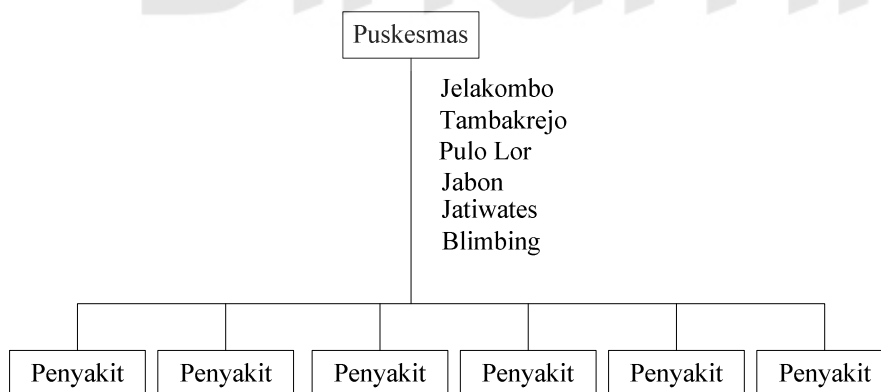 Puskesmas
Jelakombo
Tambakrejo
Pulo Lor
Jabon
Jatiwates
Blimbing
Penyakit Penyakit Penyakit Penyakit Penyakit Penyakit